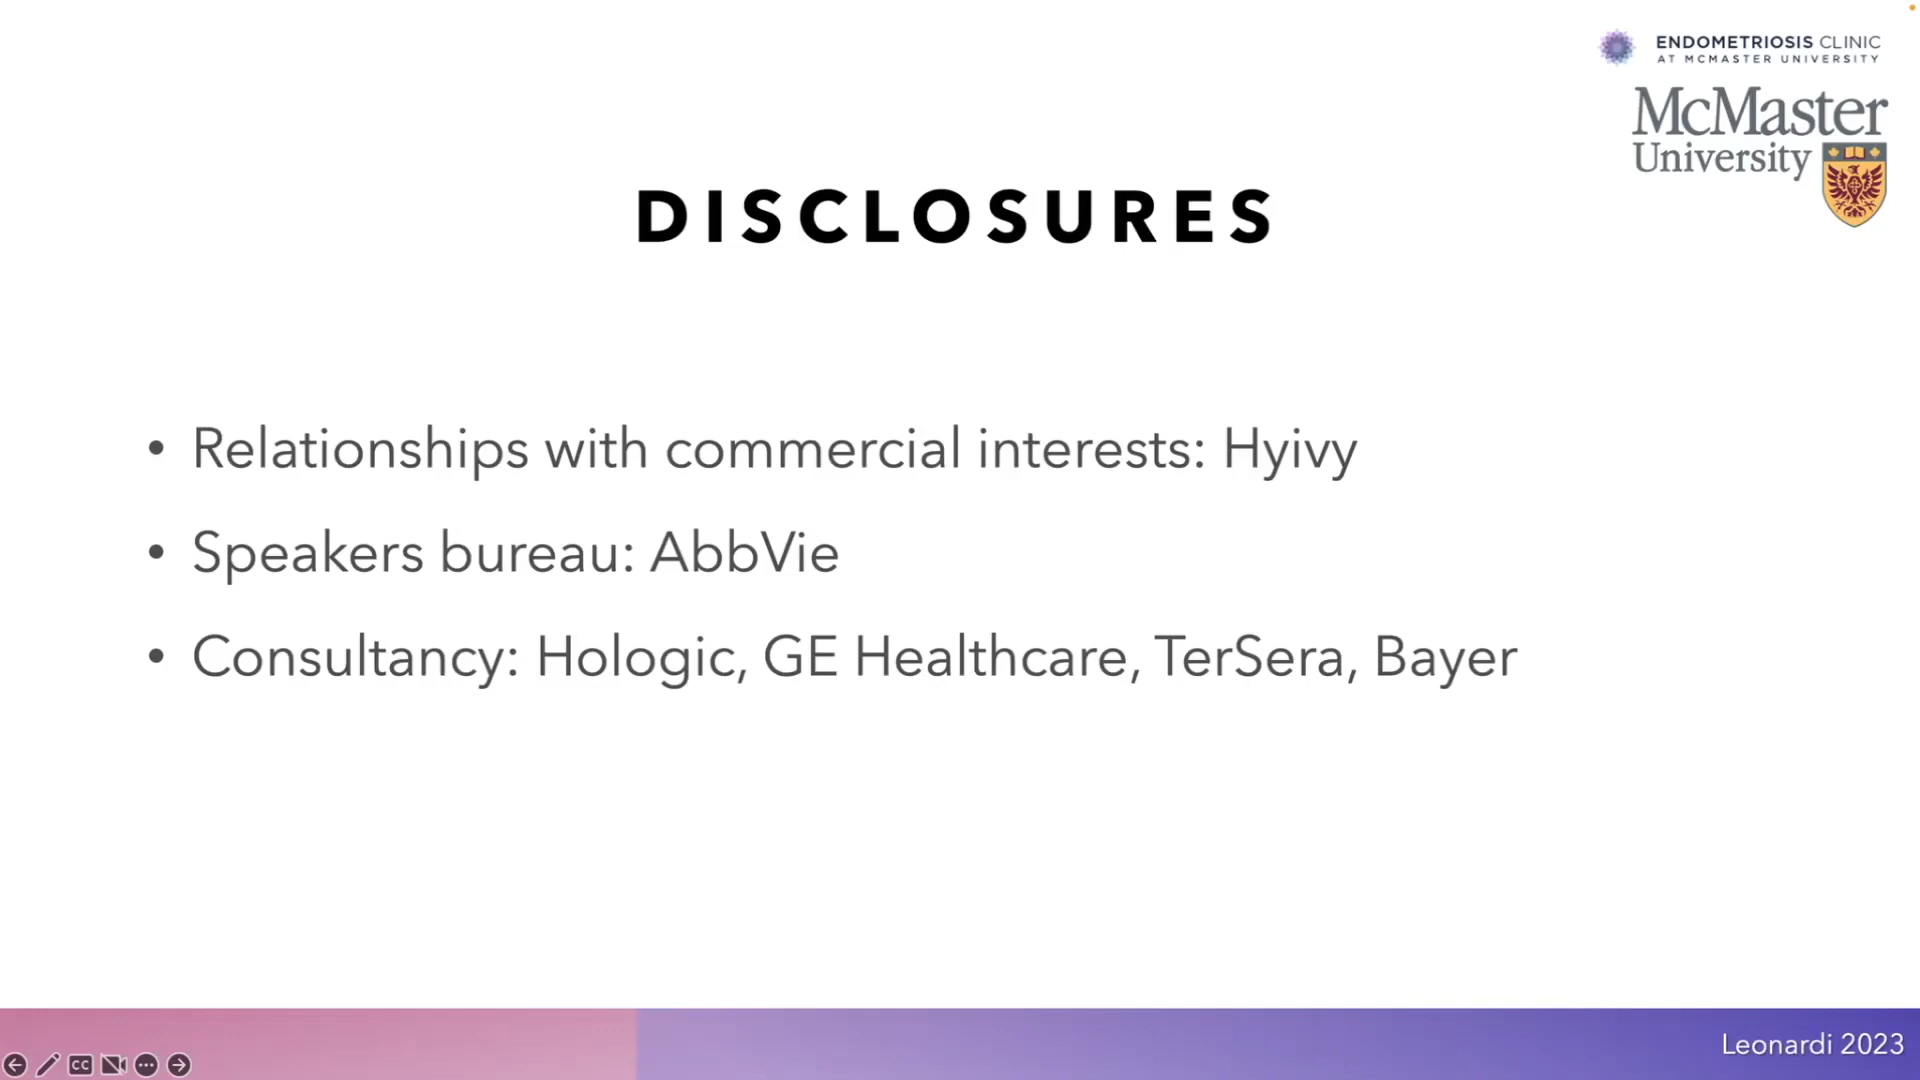 ENDOMETRIOSIS CLINIC
AT MCMASTER UNIVERSITY
McMaster
University
DISCLOSURES
• Relationships with commercial interests: Hyivy
• Speakers bureau: AbbVie
• Consultancy: Hologic, GE Healthcare, TerSera, Bayer
Leonardi 2023
CC